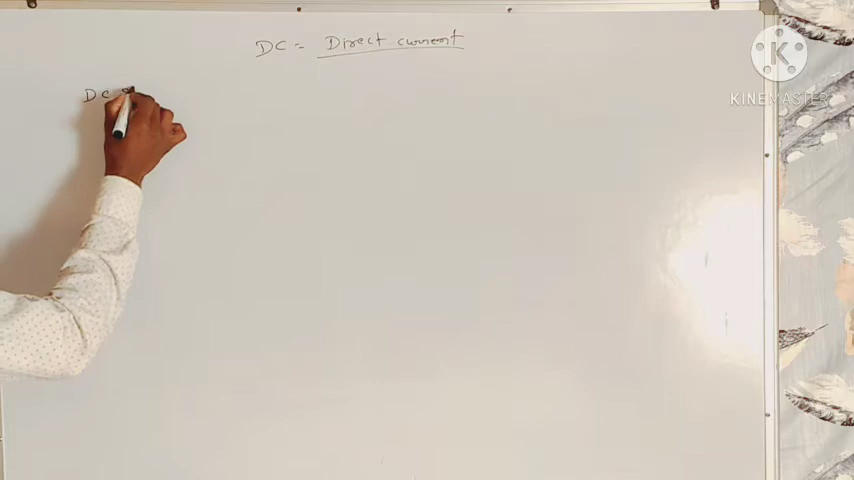 DC = Direct current
DC
KINEMASTER